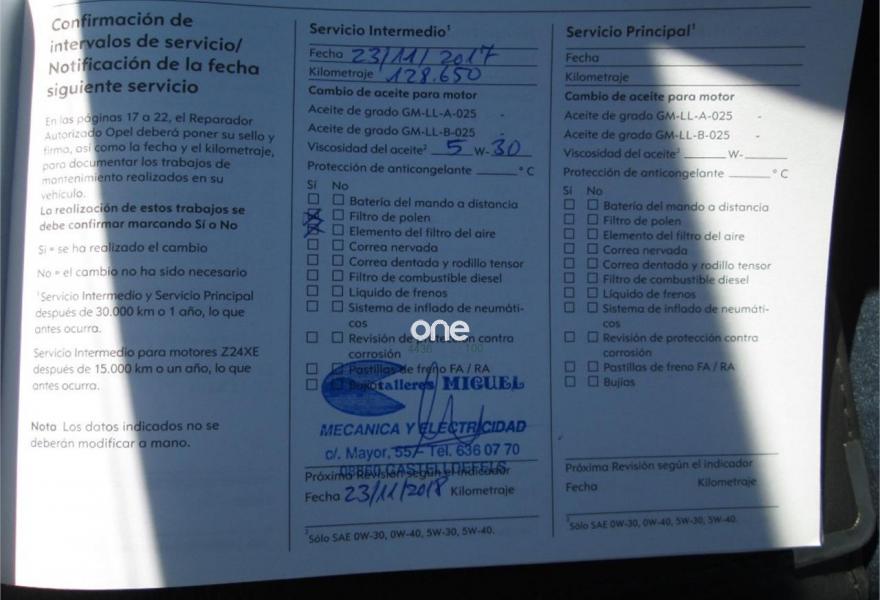 Confirmación de
intervalos de servicio/
Notificación de la fecha
siguiente servicio
En las páginas 17 a 22, el Reparador
Autorizado Opel deberá poner su sello y
firma, así como la fecha y el kilometraje,
para documentar los trabajos de
mantenimiento realizados en su
vehículo.
La realización de estos trabajos se
debe confirmar marcando Sí o No
Sí = se ha realizado el cambio
No = el cambio no ha sido necesario
¹Servicio Intermedio y Servicio Principal
después de 30.000 km o 1 año, lo que
antes ocurra.
Servicio Intermedio para motores Z24XE
después de 15.000 km o un año, lo que
antes ocurra.
Nota Los datos indicados no se
deberán modificar a mano.
Servicio Intermedio¹
Fecha 23/11/2017
Kilometraje 128.650
Cambio de aceite para motor
Aceite de grado GM-LL-A-025 -
Aceite de grado GM-LL-B-025 -
Viscosidad del aceite² 5 W-30
Protección de anticongelante ° C
Sí No
Batería del mando a distancia
Filtro de polen
Elemento del filtro del aire
Correa nervada
Correa dentada y rodillo tensor
Filtro de combustible diesel
Líquido de frenos
Sistema de inflado de neumáti-
cos
one
Revisión de protección contra
corrosión
Pastillas de freno FA / RA
Bujías
talleres MIGUEL
MECANICA Y ELECTRICIDAD
c/. Mayor, 55 - Tel. 636 07 70
08860 CASTELLDEFELS
Próxima Revisión según el indicador
Fecha 23/11/2018 Kilometraje
²Sólo SAE 0W-30, 0W-40, 5W-30, 5W-40.
Servicio Principal¹
Fecha
Kilometraje
Cambio de aceite para motor
Aceite de grado GM-LL-A-025 -
Aceite de grado GM-LL-B-025 -
Viscosidad del aceite² W-
Protección de anticongelante ° C
Sí No
Batería del mando a distancia
Filtro de polen
Elemento del filtro del aire
Correa nervada
Correa dentada y rodillo tensor
Filtro de combustible diesel
Líquido de frenos
Sistema de inflado de neumáti-
cos
Revisión de protección contra
corrosión
Pastillas de freno FA / RA
Bujías
Próxima Revisión según el indicador
Fecha Kilometraje
²Sólo SAE 0W-30, 0W-40, 5W-30, 5W-40.